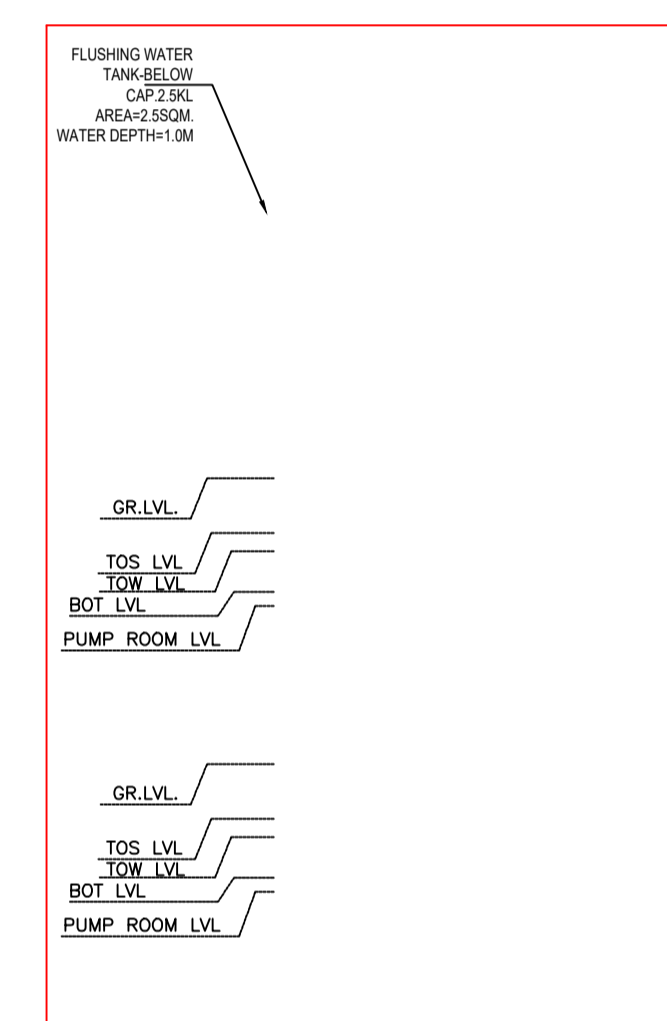 FLUSHING WATER
TANK-BELOW
CAP.2.5KL
AREA=2.5SQM.
WATER DEPTH=1.0M
GR.LVL.
TOS LVL
TOW LVL
BOT LVL
PUMP ROOM LVL
GR.LVL.
TOS LVL
TOW LVL
BOT LVL
PUMP ROOM LVL